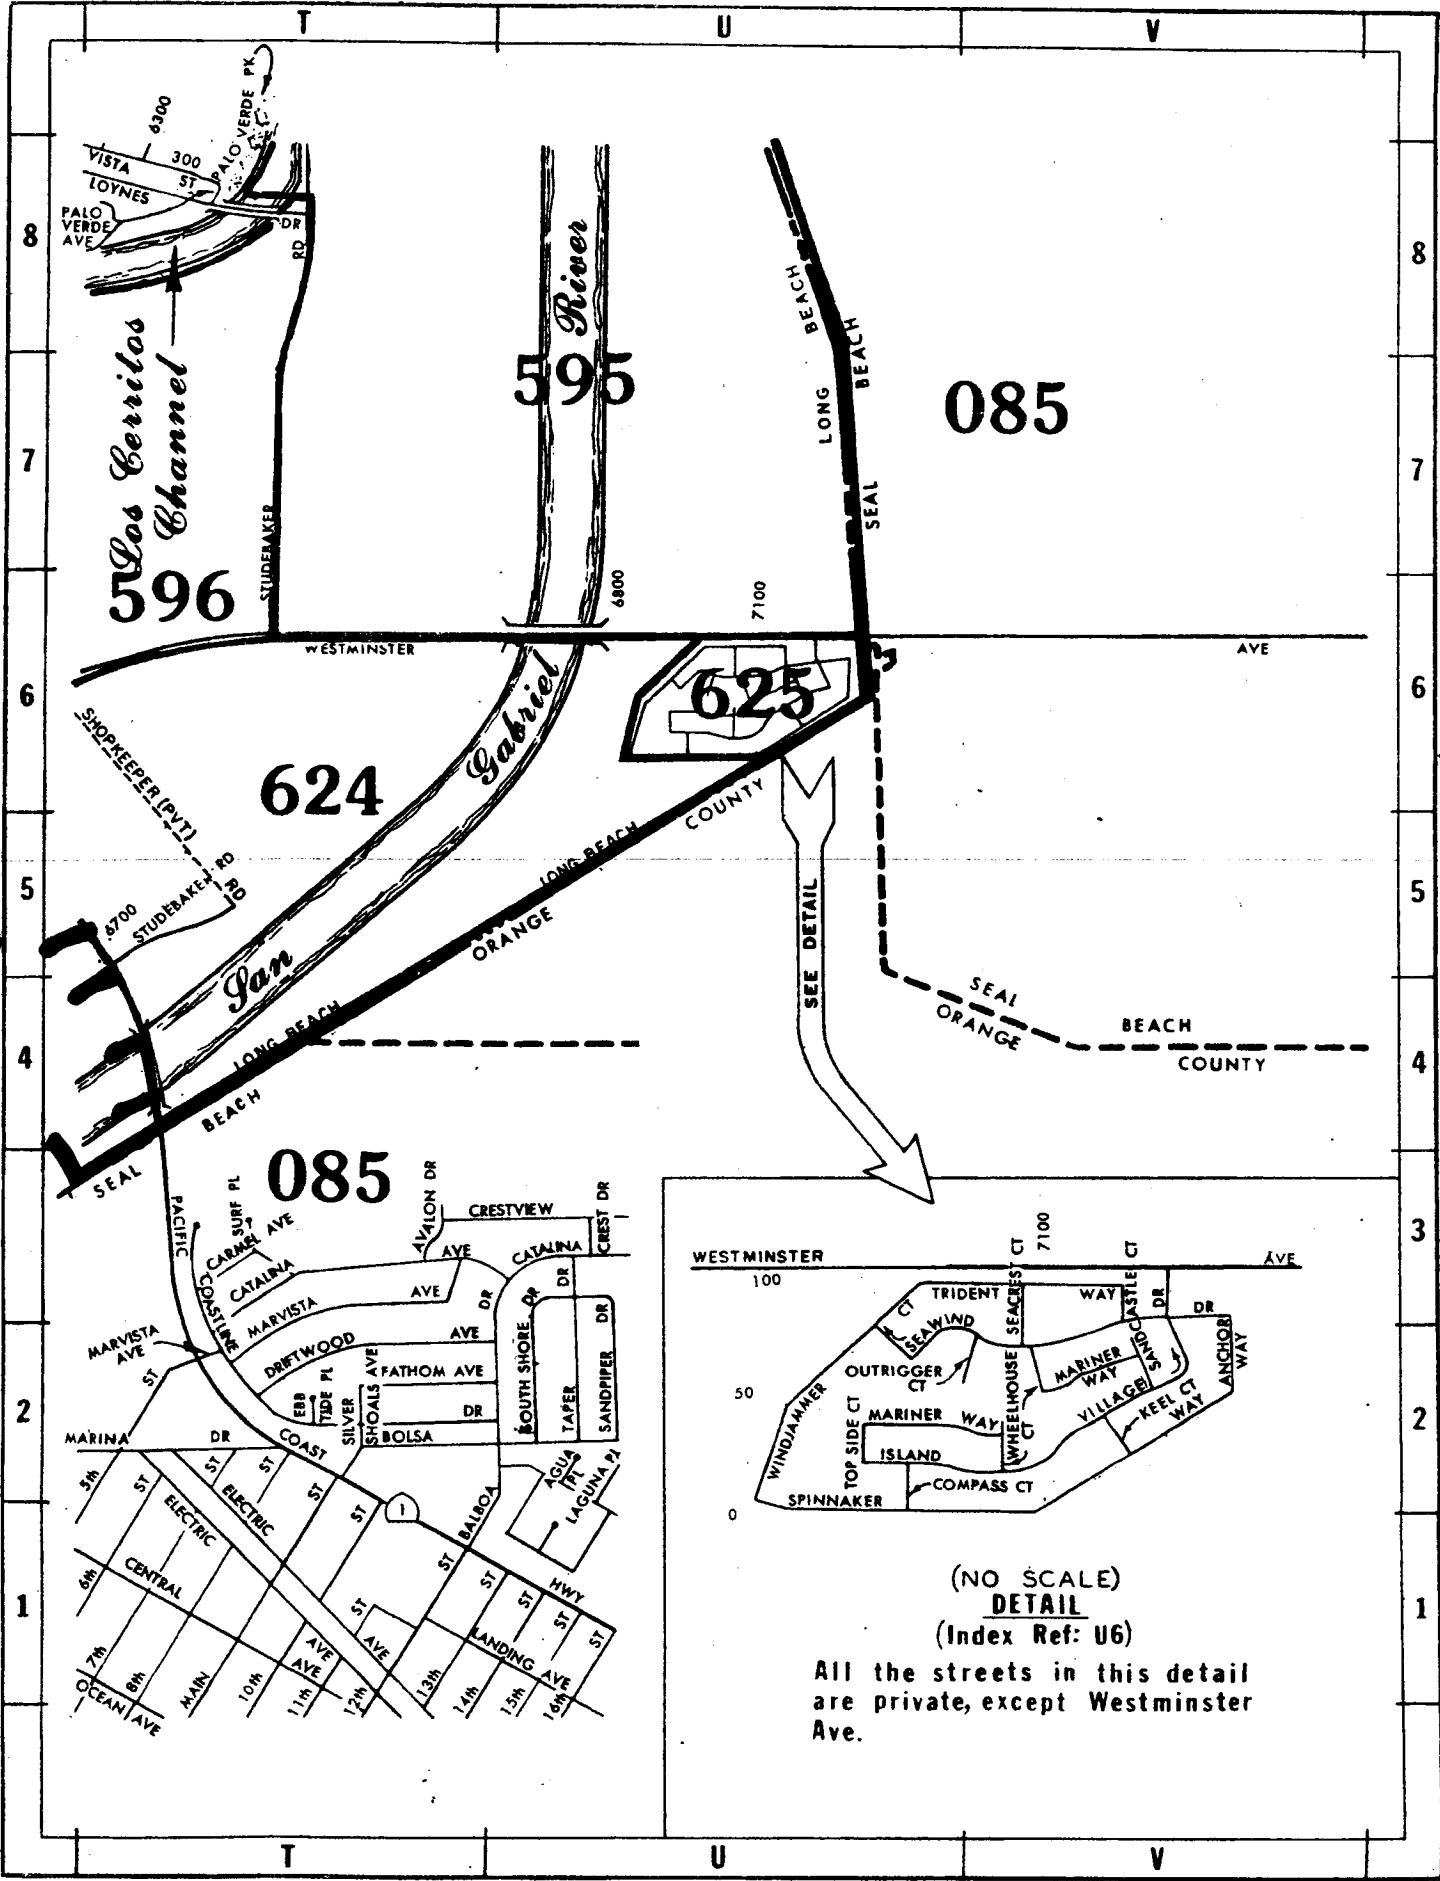 T
U
V
8
7
6
5
4
3
2
1
8
7
6
5
4
3
2
1
T
U
V
6300
300
PALO VERDE PK
VISTA
ST
LOYNES
DR
PALO
VERDE
AVE
RD
Los Cerritos
Channel
River
595
BEACH
LONG
BEACH
SEAL
085
596
STUDEBAKER
6800
7100
WESTMINSTER
AVE
625
SHOPKEEPER (PVT)
RD
624
Gabriel
San
6700
STUDEBAKER RD
LONG BEACH
COUNTY
ORANGE
LONG BEACH
BEACH
SEAL
SEE DETAIL
SEAL
ORANGE
BEACH
COUNTY
085
PACIFIC
COASTLINE
SURF PL
CARMEL AVE
CATALINA
AVE
AVALON DR
CRESTVIEW
CREST DR
CATALINA
DR
MARVISTA
AVE
MARVISTA
AVE
ST
DRIFTWOOD
AVE
DR
DR
DR
FATHOM AVE
EBB
TIDE PL
SILVER
SHOALS AVE
DR
BOLSA
SOUTH SHORE
TAPER
SANDPIPER
MARINA
DR
COAST
1
HWY
5th
ST
ST
ST
ST
ST
ELECTRIC
ELECTRIC
AGUA
PL
LAGUNA PL
BALBOA
6th
CENTRAL
ST
ST
ST
ST
ST
ST
AVE
AVE
AVE
LANDING AVE
7th
8th
MAIN
10th
11th
12th
13th
14th
15th
16th
OCEAN AVE
WESTMINSTER
AVE
100
7100
50
0
TRIDENT
WAY
SEACREST CT
SANDCASTLE CT
DR
DR
CT
SEAWIND
OUTRIGGER
CT
MARINER
WAY
ANCHOR
WAY
WINDJAMMER
TOP SIDE CT
MARINER WAY
WHEELHOUSE
CT
VILLAGE
KEEL CT
WAY
ISLAND
COMPASS CT
SPINNAKER
(NO SCALE)
DETAIL
(Index Ref: U6)
All the streets in this detail
are private, except Westminster
Ave.